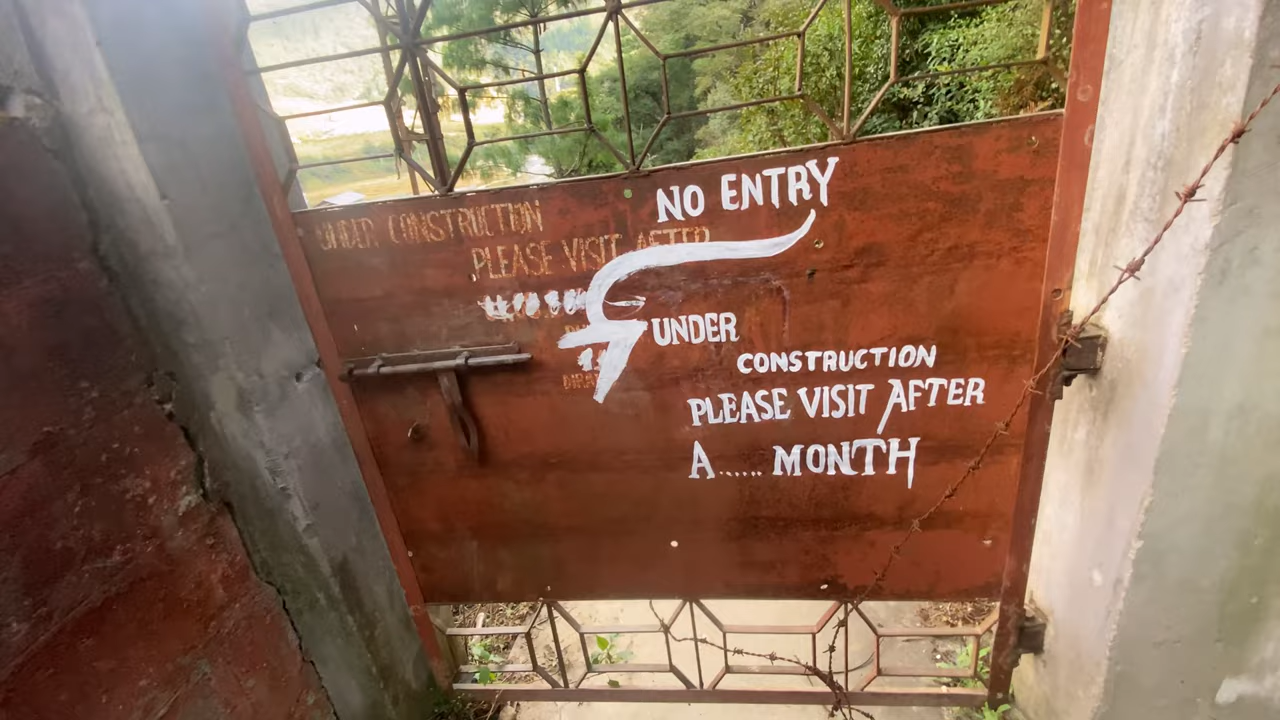 NO ENTRY
UNDER CONSTRUCTION
PLEASE VISIT AFTER
UNDER
CONSTRUCTION
PLEASE VISIT AFTER
A...... MONTH